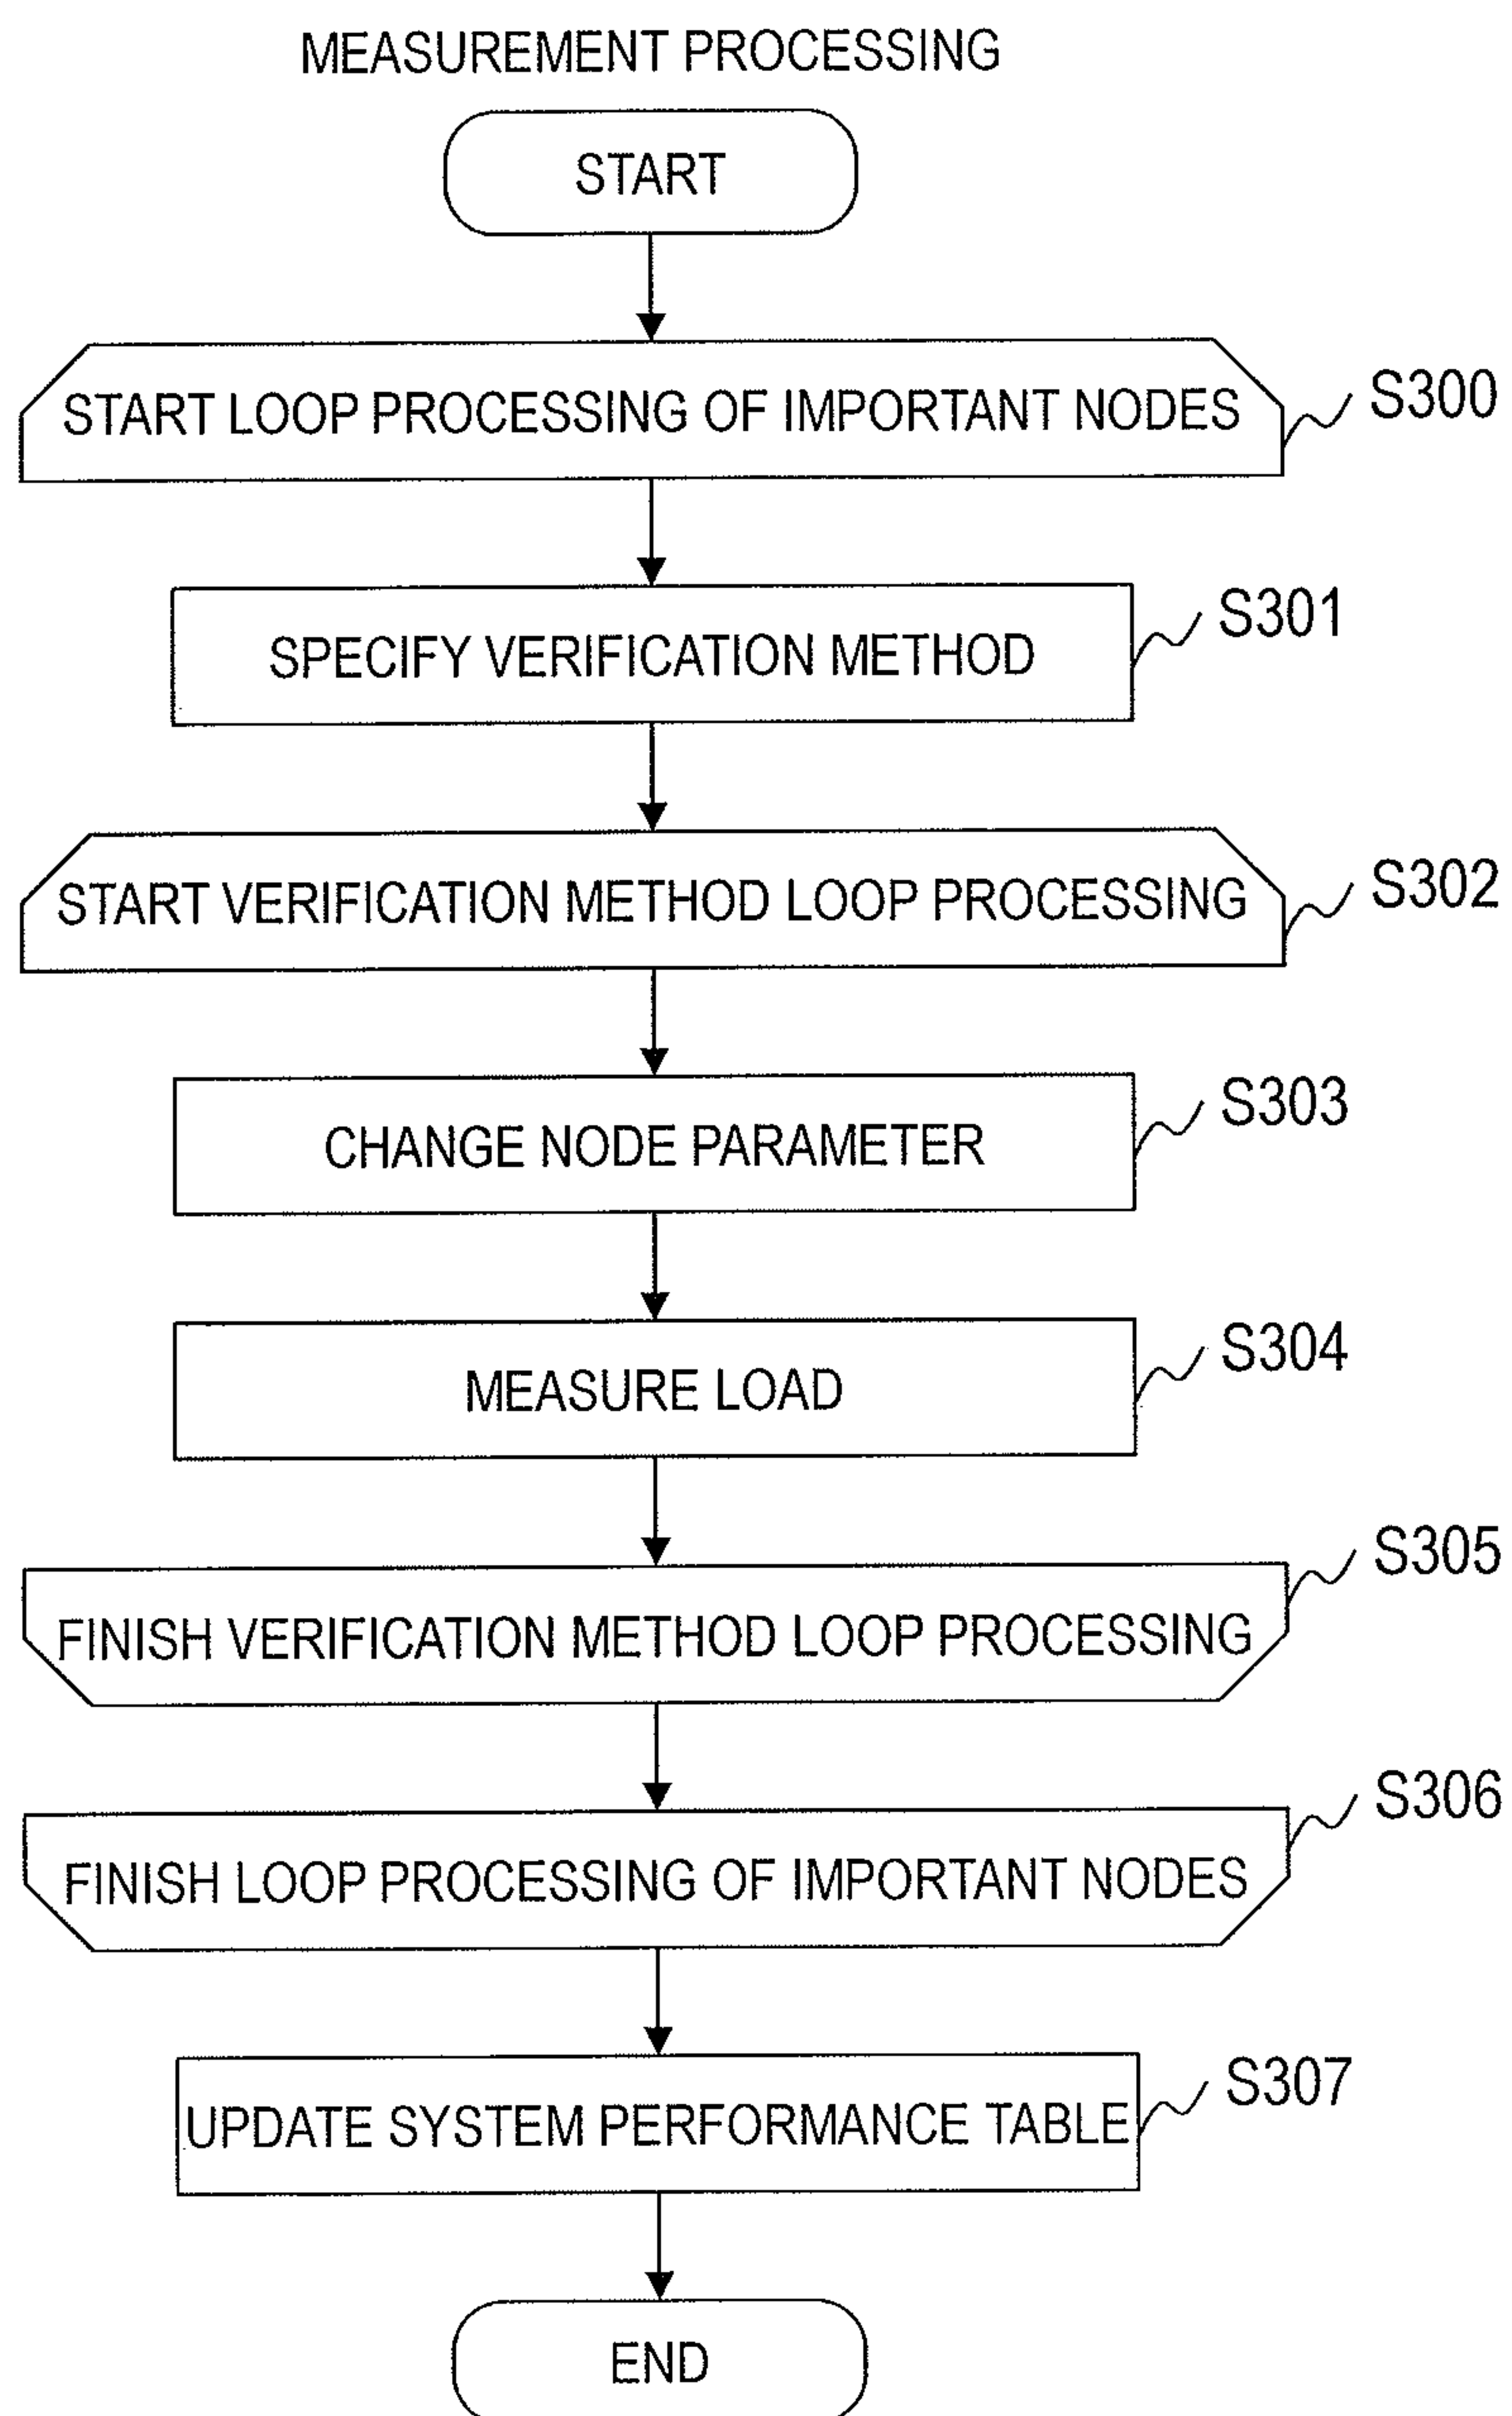 MEASUREMENT PROCESSING
START
START LOOP PROCESSING OF IMPORTANT NODES
S300
SPECIFY VERIFICATION METHOD
S301
START VERIFICATION METHOD LOOP PROCESSING
S302
CHANGE NODE PARAMETER
S303
MEASURE LOAD
S304
FINISH VERIFICATION METHOD LOOP PROCESSING
S305
FINISH LOOP PROCESSING OF IMPORTANT NODES
S306
UPDATE SYSTEM PERFORMANCE TABLE
S307
END